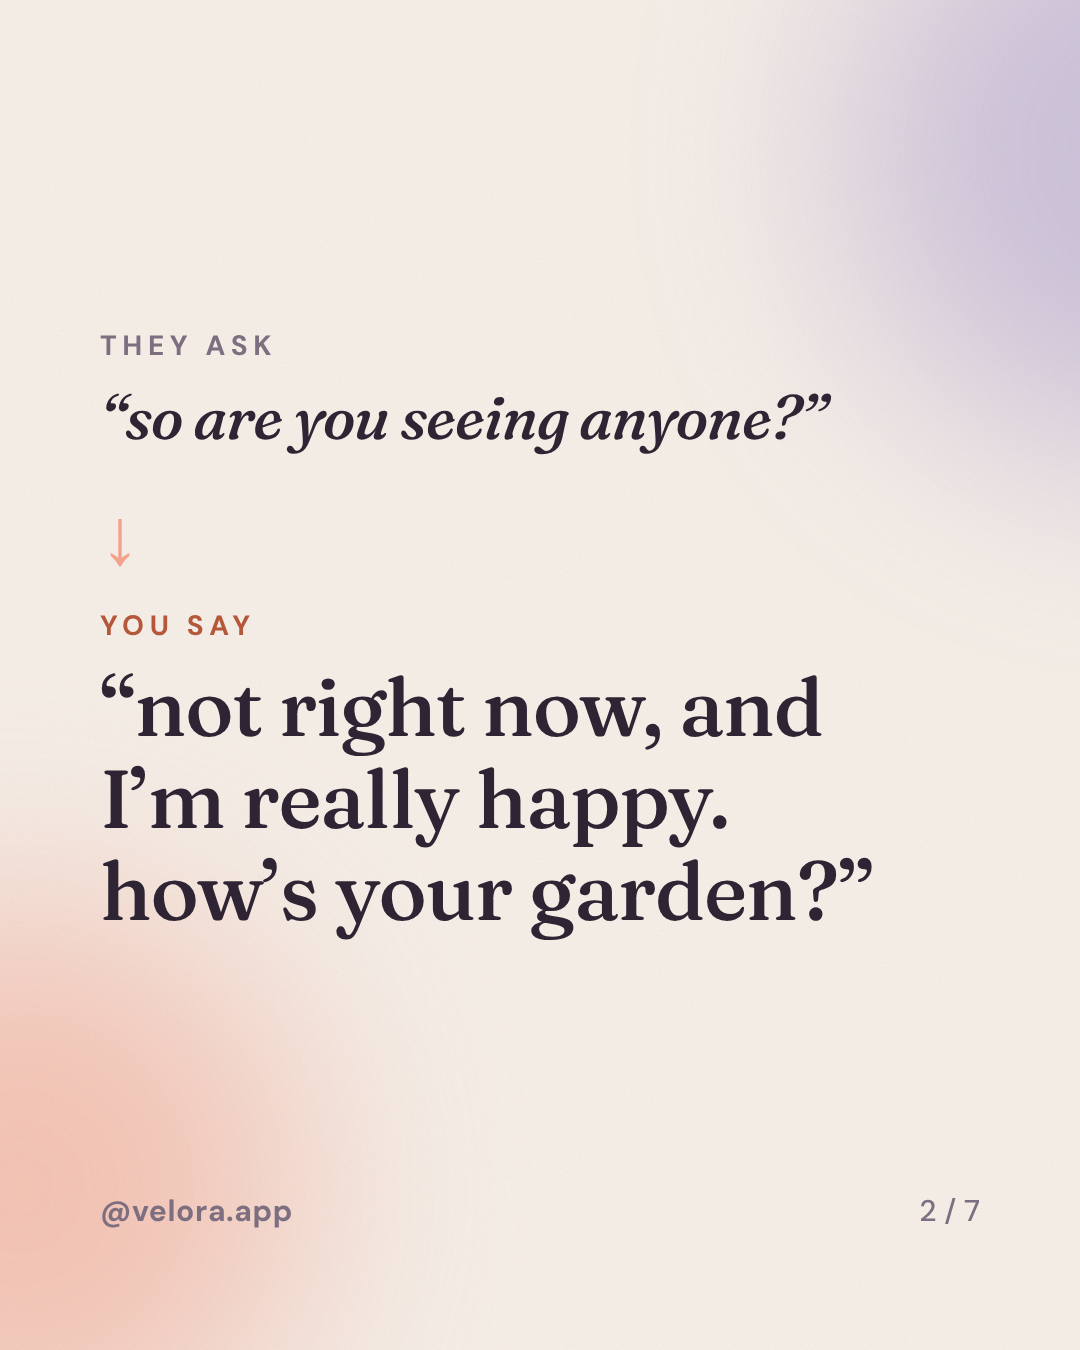 THEY ASK
“so are you seeing anyone?”
↓
YOU SAY
“not right now, and
I’m really happy.
how’s your garden?”
@velora.app
2 / 7